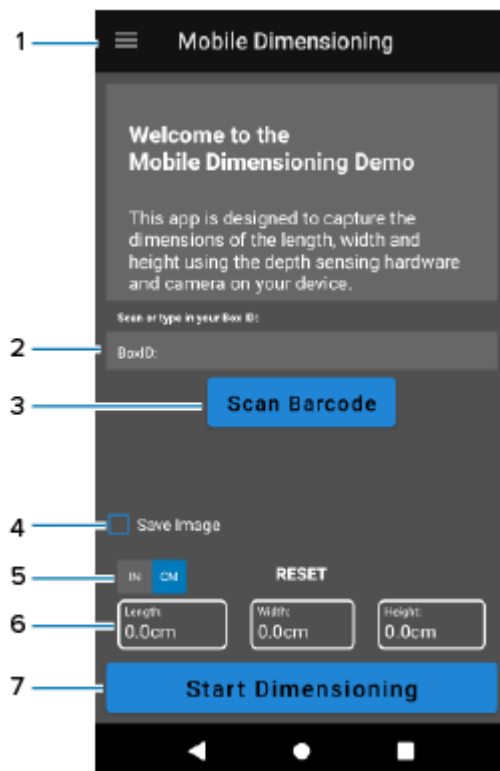 1
Mobile Dimensioning
Welcome to the
Mobile Dimensioning Demo
This app is designed to capture the
dimensions of the length, width and
height using the depth sensing hardware
and camera on your device.
Scan or type in your Box ID:
2
BoxID:
3
Scan Barcode
4
Save Image
5
IN CM RESET
6
Length: Width: Height:
0.0cm 0.0cm 0.0cm
7
Start Dimensioning